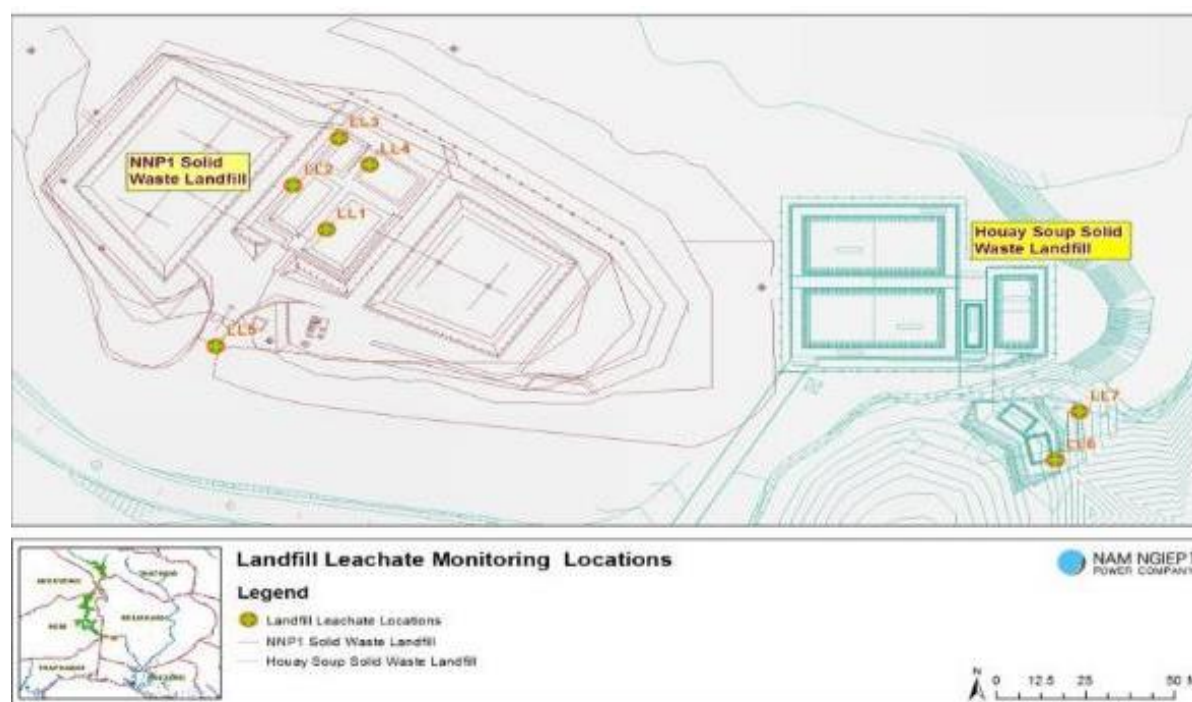 LL3
LL4
NNP1 Solid
Waste Landfill
LL2
LL1
Houay Soup Solid
Waste Landfill
LL5
LL7
LL6
Landfill Leachate Monitoring Locations
NAM NGIEP1
POWER COMPANY
Legend
Landfill Leachate Locations
NNP1 Solid Waste Landfill
Houay Soup Solid Waste Landfill
N
0 12.5 25 50 M